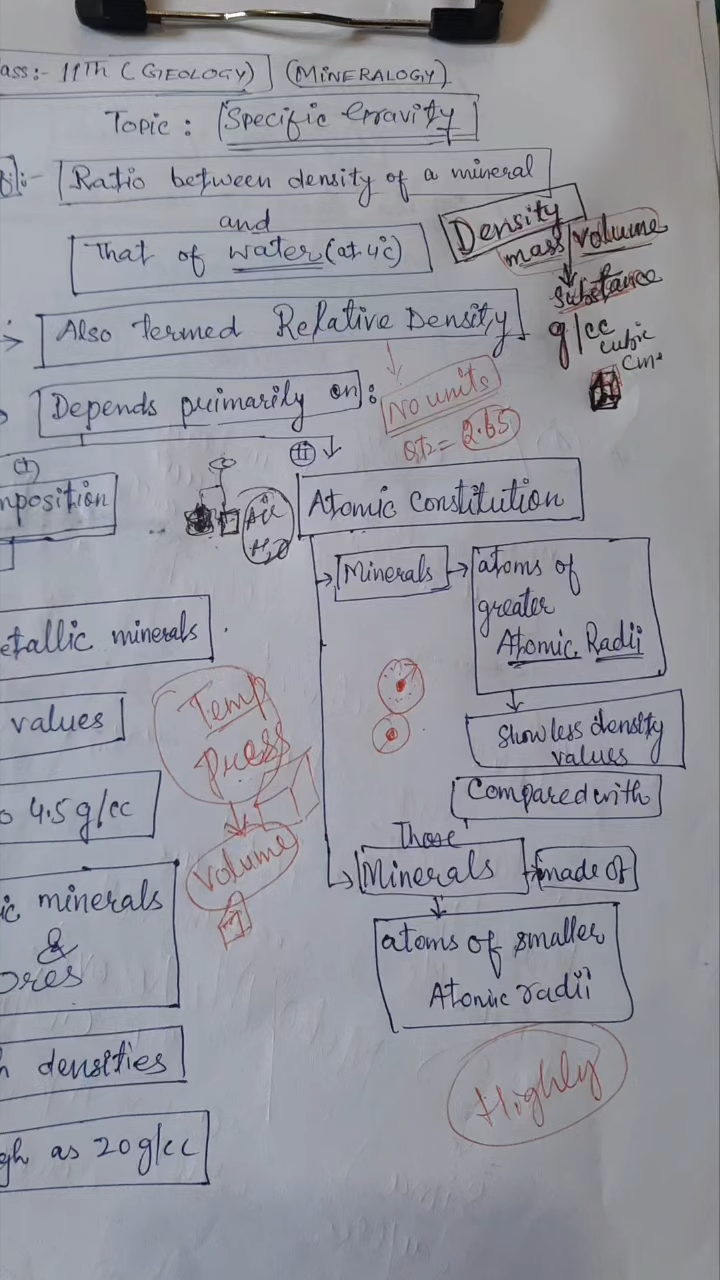 ass:- 11TH (GEOLOGY) (MINERALOGY)
Topic: Specific Gravity
:- Ratio between density of a mineral
and
That of water (at 4°C)
Density
mass/volume
Substance
g/cc
cubic
cm.
Also termed Relative Density
No units
Qtz = 2.65
Depends primarily on:
(i)
(ii)
mposition
Air
H2O
Atomic Constitution
Minerals → atoms of
greater
Atomic Radii
Show less density
values
Compared with
Those
Minerals → made of
atoms of smaller
Atomic radii
Highly
etallic minerals
values
o 4.5 g/cc
ic minerals
&
ores
h densities
gh as 20 g/cc
Temp
Press
Volume